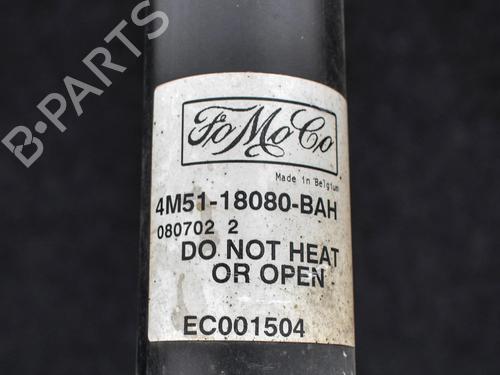 B-PARTS
FoMoCo
Made in Belgium
4M51-18080-BAH
080702 2
DO NOT HEAT
OR OPEN
EC001504